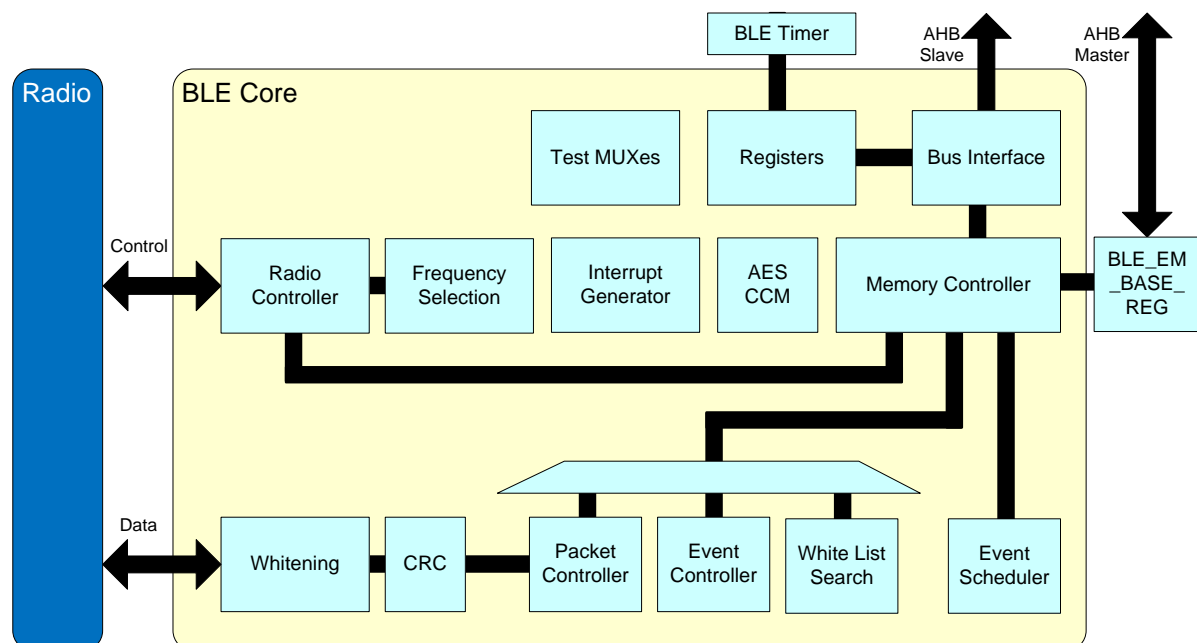 BLE Timer
AHB
Slave
AHB
Master
Radio
BLE Core
Test MUXes
Registers
Bus Interface
Control
Radio
Controller
Frequency
Selection
Interrupt
Generator
AES
CCM
Memory Controller
BLE_EM
_BASE_
REG
Data
Whitening
CRC
Packet
Controller
Event
Controller
White List
Search
Event
Scheduler